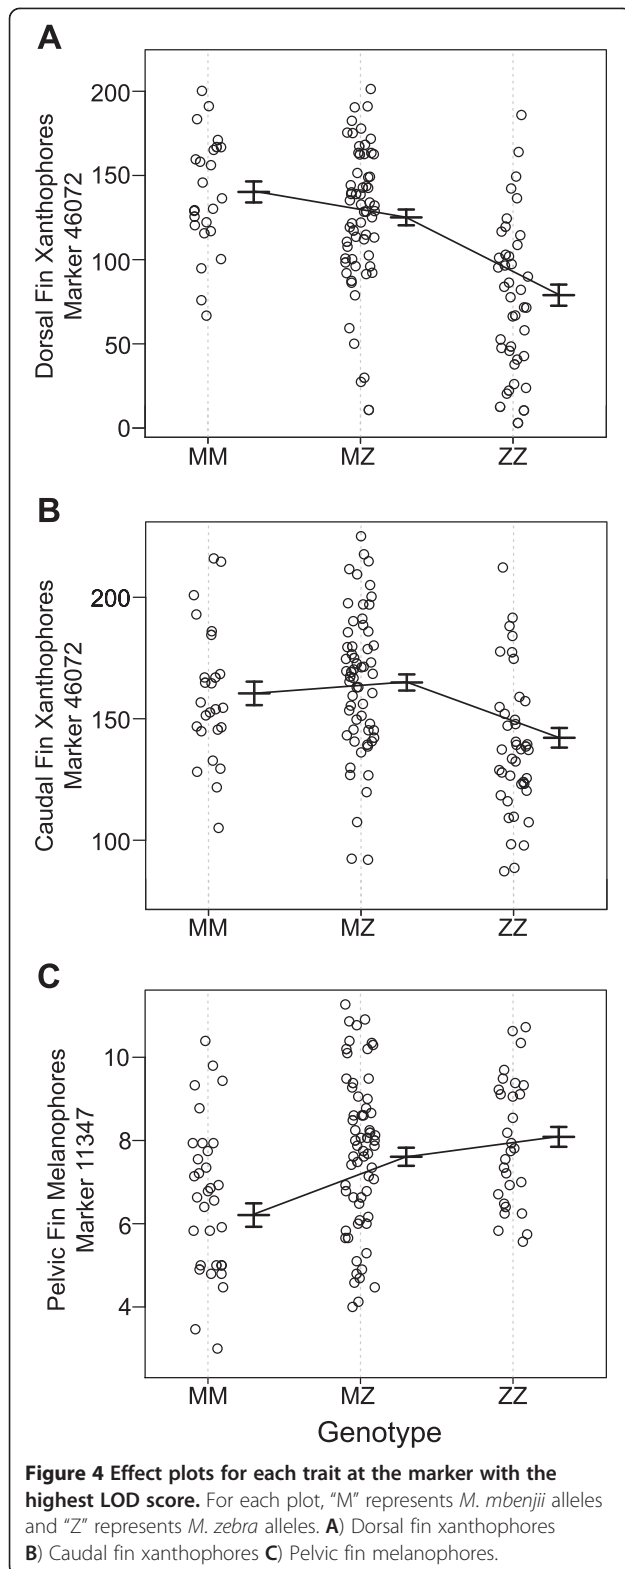 A
Dorsal Fin Xanthophores
Marker 46072
200
150
100
50
0
MM MZ ZZ
B
Caudal Fin Xanthophores
Marker 46072
200
150
100
MM MZ ZZ
C
Pelvic Fin Melanophores
Marker 11347
10
8
6
4
MM MZ ZZ
Genotype
Figure 4 Effect plots for each trait at the marker with the
highest LOD score. For each plot, “M” represents M. mbenjii alleles
and “Z” represents M. zebra alleles. A) Dorsal fin xanthophores
B) Caudal fin xanthophores C) Pelvic fin melanophores.